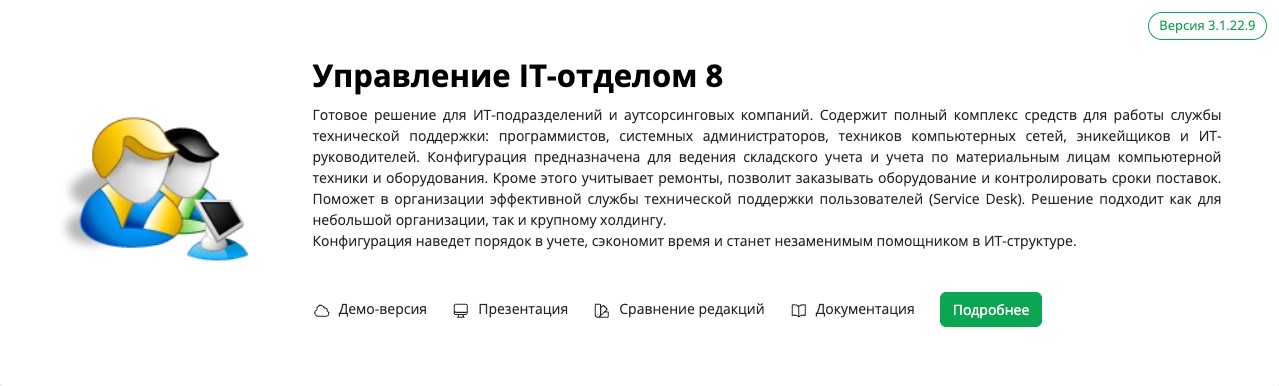 Версия 3.1.22.9
Управление IT-отделом 8
Готовое решение для ИТ-подразделений и аутсорсинговых компаний. Содержит полный комплекс средств для работы службы
технической поддержки: программистов, системных администраторов, техников компьютерных сетей, эникейщиков и ИТ-
руководителей. Конфигурация предназначена для ведения складского учета и учета по материальным лицам компьютерной
техники и оборудования. Кроме этого учитывает ремонты, позволит заказывать оборудование и контролировать сроки поставок.
Поможет в организации эффективной службы технической поддержки пользователей (Service Desk). Решение подходит как для
небольшой организации, так и крупному холдингу.
Конфигурация наведет порядок в учете, сэкономит время и станет незаменимым помощником в ИТ-структуре.
Демо-версия Презентация Сравнение редакций Документация Подробнее